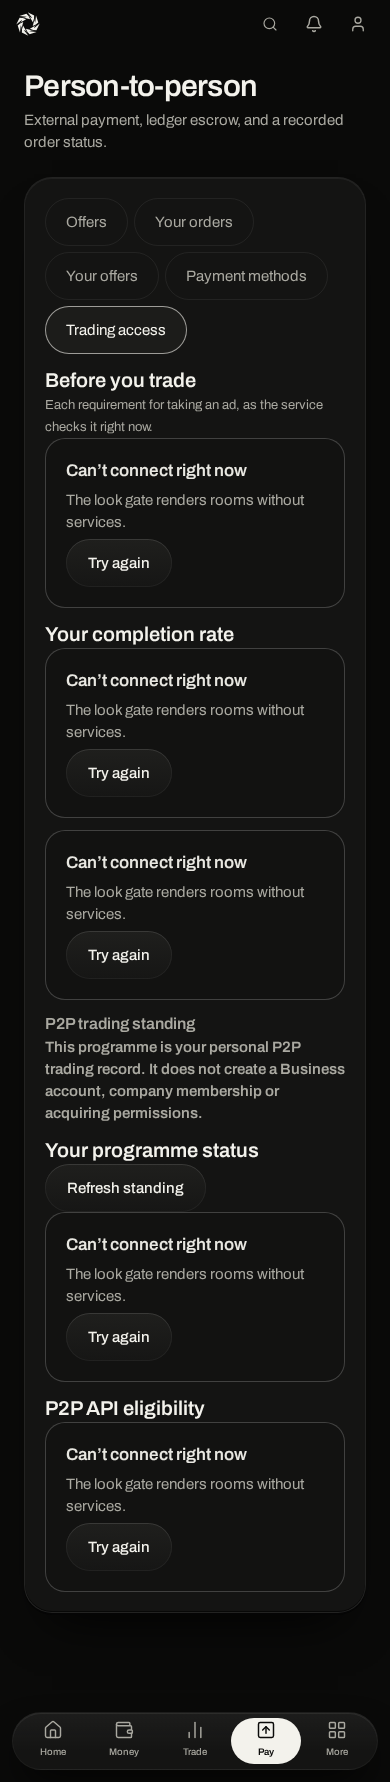 Person-to-person
External payment, ledger escrow, and a recorded
order status.
Offers
Your orders
Your offers
Payment methods
Trading access
Before you trade
Each requirement for taking an ad, as the service
checks it right now.
Can’t connect right now
The look gate renders rooms without
services.
Try again
Your completion rate
Can’t connect right now
The look gate renders rooms without
services.
Try again
Can’t connect right now
The look gate renders rooms without
services.
Try again
P2P trading standing
This programme is your personal P2P
trading record. It does not create a Business
account, company membership or
acquiring permissions.
Your programme status
Refresh standing
Can’t connect right now
The look gate renders rooms without
services.
Try again
P2P API eligibility
Can’t connect right now
The look gate renders rooms without
services.
Try again
Home
Money
Trade
Pay
More